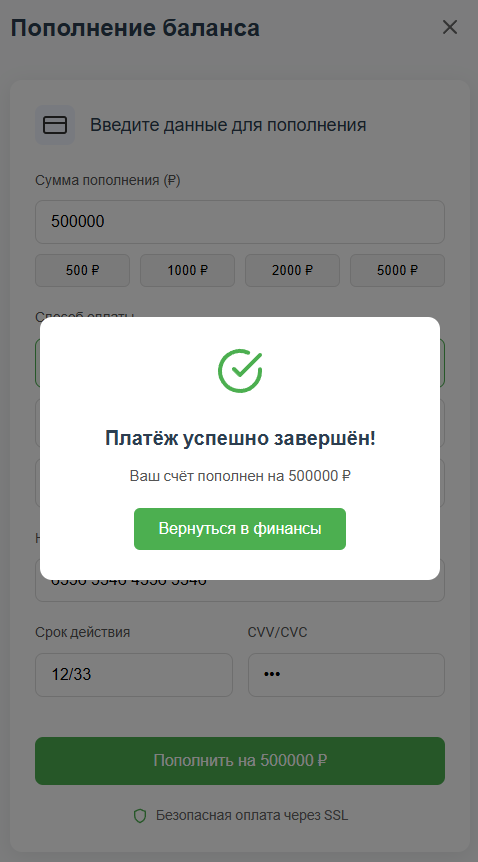 Пополнение баланса
Введите данные для пополнения
Сумма пополнения (₽)
500000
500 ₽
1000 ₽
2000 ₽
5000 ₽
Способ оплаты
Платёж успешно завершён!
Ваш счёт пополнен на 500000 ₽
Вернуться в финансы
Срок действия
CVV/CVC
12/33
•••
Пополнить на 500000 ₽
Безопасная оплата через SSL